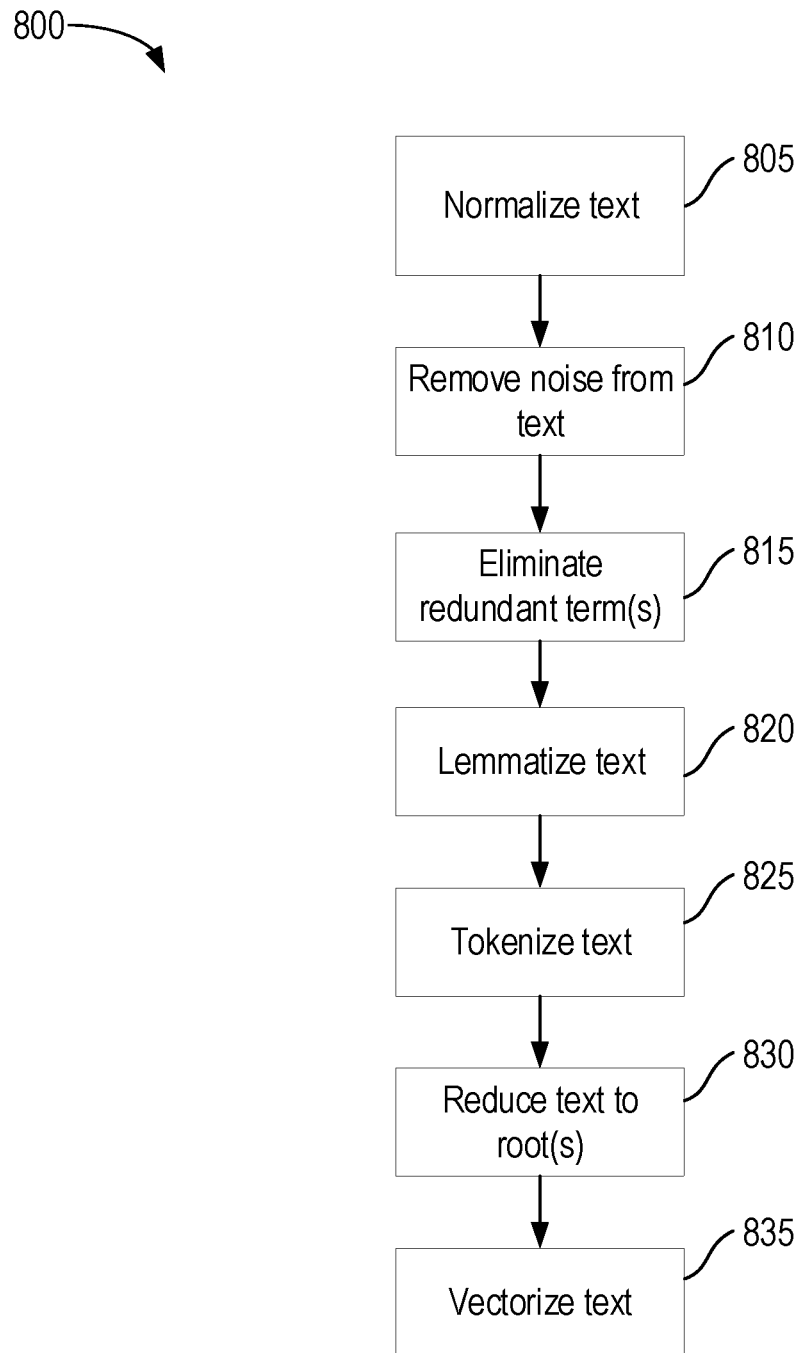 800
805
Normalize text
810
Remove noise from
text
815
Eliminate
redundant term(s)
820
Lemmatize text
825
Tokenize text
830
Reduce text to
root(s)
835
Vectorize text